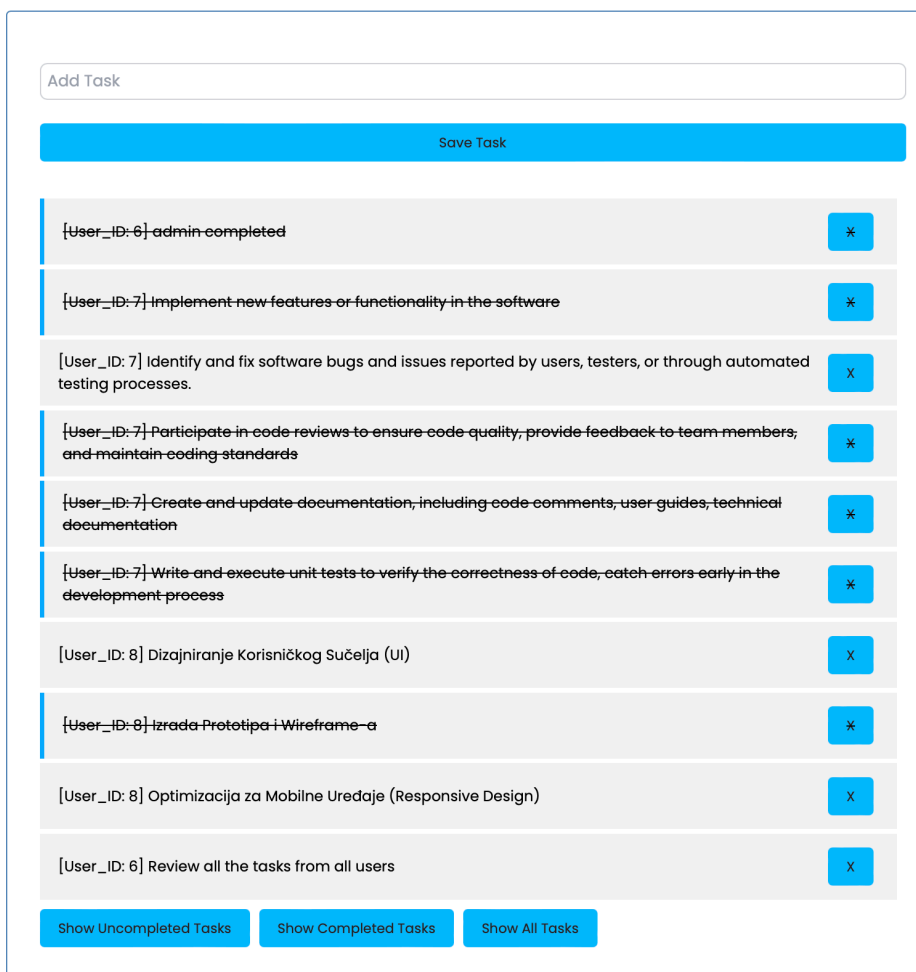 Add Task
Save Task
[User_ID: 6] admin completed
X
[User_ID: 7] Implement new features or functionality in the software
X
[User_ID: 7] Identify and fix software bugs and issues reported by users, testers, or through automated
testing processes.
X
[User_ID: 7] Participate in code reviews to ensure code quality, provide feedback to team members,
and maintain coding standards
X
[User_ID: 7] Create and update documentation, including code comments, user guides, technical
documentation
X
[User_ID: 7] Write and execute unit tests to verify the correctness of code, catch errors early in the
development process
X
[User_ID: 8] Dizajniranje Korisničkog Sučelja (UI)
X
[User_ID: 8] Izrada Prototipa i Wireframe-a
X
[User_ID: 8] Optimizacija za Mobilne Uređaje (Responsive Design)
X
[User_ID: 6] Review all the tasks from all users
X
Show Uncompleted Tasks
Show Completed Tasks
Show All Tasks